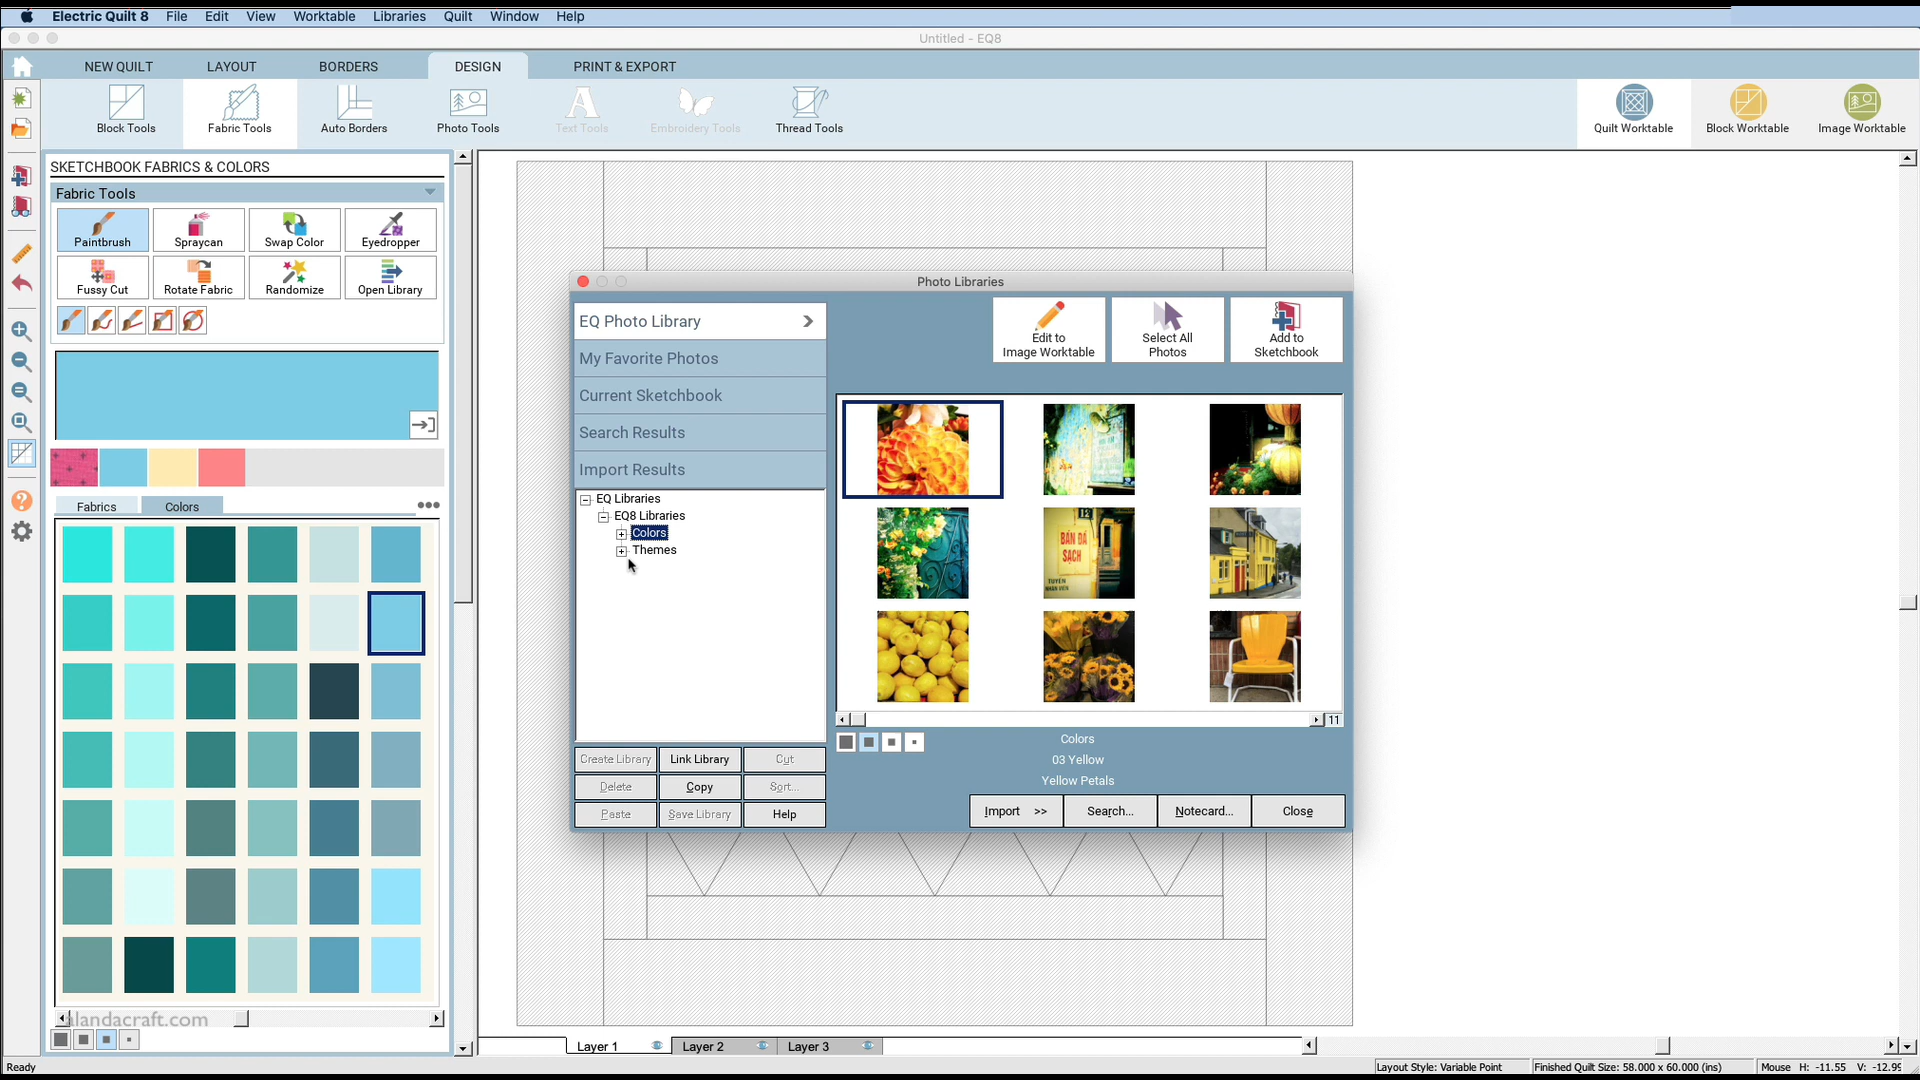 Electric Quilt 8 File Edit View Worktable Libraries Quilt Window Help
Untitled - EQ8
NEW QUILT LAYOUT BORDERS DESIGN PRINT & EXPORT
Block Tools Fabric Tools Auto Borders Photo Tools Text Tools Embroidery Tools Thread Tools Quilt Worktable Block Worktable Image Worktable
SKETCHBOOK FABRICS & COLORS
Fabric Tools
Paintbrush Spraycan Swap Color Eyedropper
Fussy Cut Rotate Fabric Randomize Open Library
Fabrics Colors
Photo Libraries
EQ Photo Library
My Favorite Photos
Current Sketchbook
Search Results
Import Results
Edit to
Image Worktable
Select All
Photos
Add to
Sketchbook
EQ Libraries
EQ8 Libraries
Colors
Themes
12
BÁN ĐÁ
SẠCH
11
Create Library Link Library Cut
Delete Copy Sort...
Paste Save Library Help
Colors
03 Yellow
Yellow Petals
Import >> Search... Notecard... Close
landacraft.com
Layer 1 Layer 2 Layer 3
Ready
Layout Style: Variable Point Finished Quilt Size: 58.000 x 60.000 (ins) Mouse H: -11.55 V: -12.99